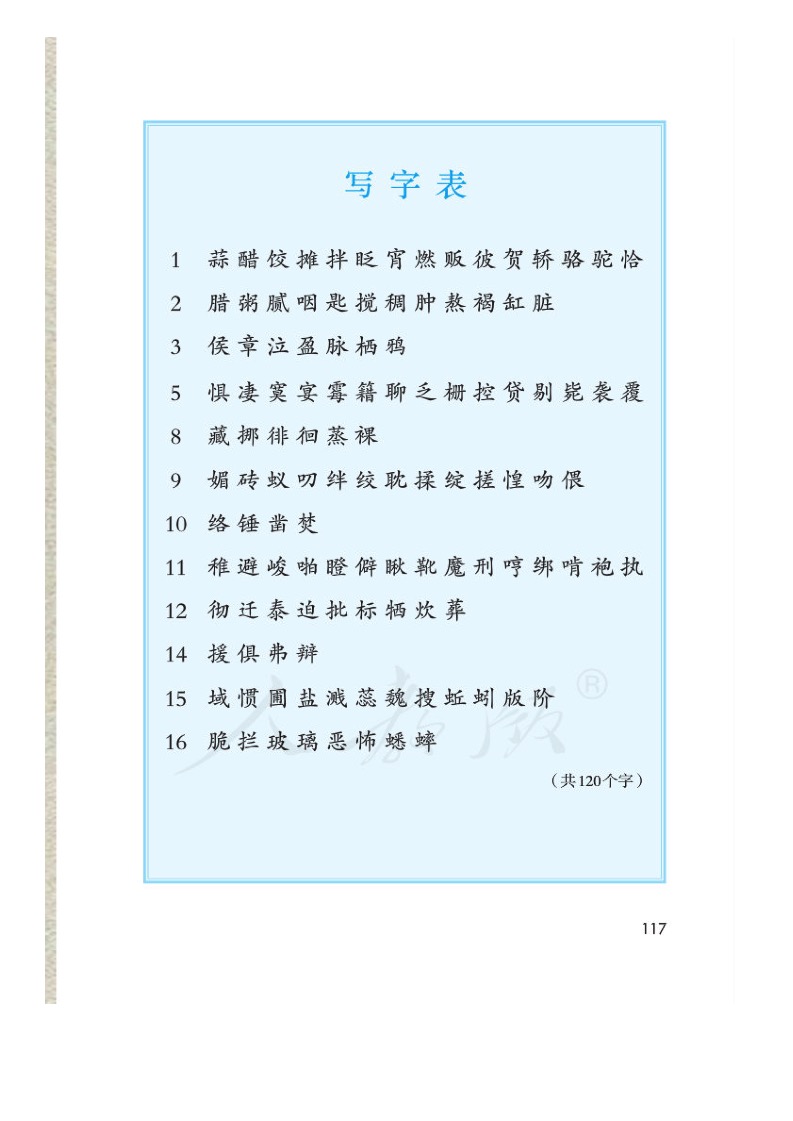 写字表
1 蒜醋饺摊拌眨宵燃贩彼贺轿骆驼恰
2 腊粥腻咽匙搅稠肿熬褐缸脏
3 侯章泣盈脉栖鸦
5 惧凄寞宴霉籍聊乏栅控贷剔毙袭覆
8 藏挪徘徊蒸裸
9 媚砖蚁叨绊绞耽揉绽搓惶吻偎
10 络锤凿焚
11 稚避峻啪瞪僻瞅靴魔刑哼绑啃袍执
12 彻迁泰迫批标牺炊葬
14 援俱弗辩
15 域惯圃盐溅蕊魏搜蚯蚓版阶
16 脆拦玻璃恶怖蟋蟀
（共120个字）
人教版®
117